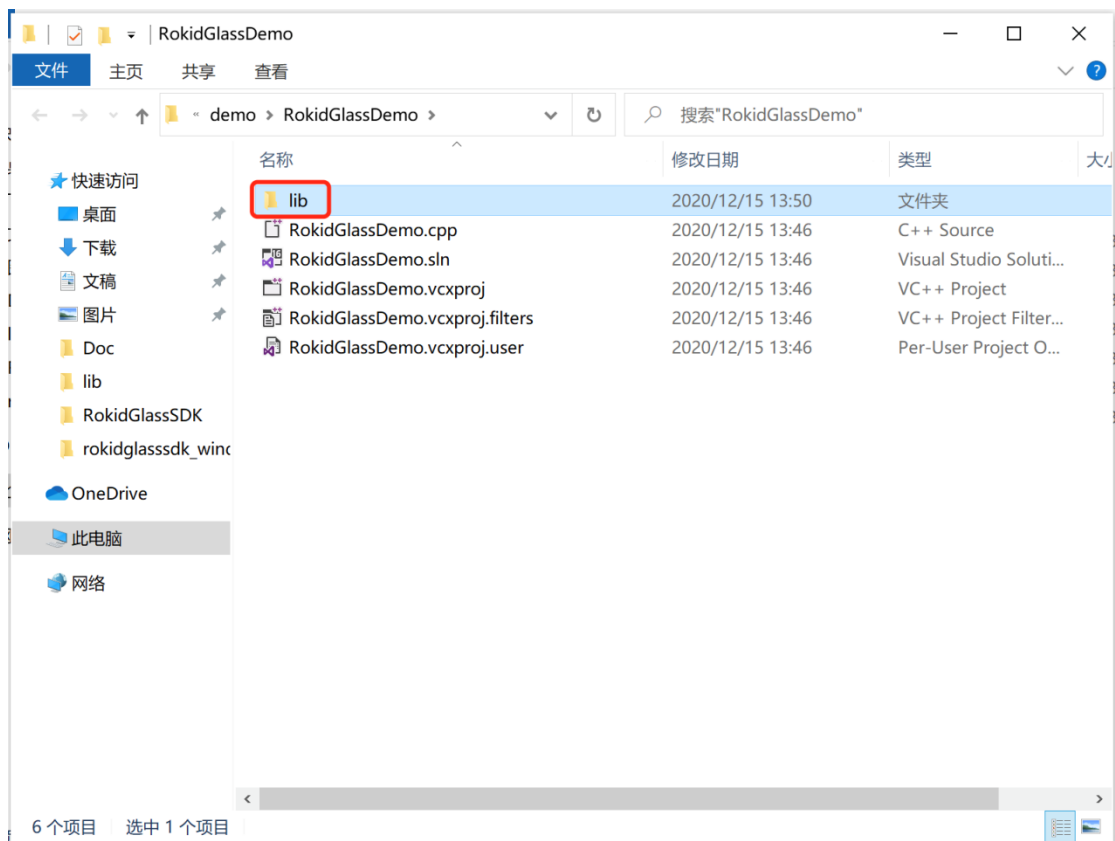 RokidGlassDemo
文件 主页 共享 查看
« demo > RokidGlassDemo > 搜索"RokidGlassDemo"
名称 修改日期 类型 大小
快速访问
桌面
下载
文稿
图片
Doc
lib
RokidGlassSDK
rokidglasssdk_winc
OneDrive
此电脑
网络
lib 2020/12/15 13:50 文件夹
RokidGlassDemo.cpp 2020/12/15 13:46 C++ Source
RokidGlassDemo.sln 2020/12/15 13:46 Visual Studio Soluti...
RokidGlassDemo.vcxproj 2020/12/15 13:46 VC++ Project
RokidGlassDemo.vcxproj.filters 2020/12/15 13:46 VC++ Project Filter...
RokidGlassDemo.vcxproj.user 2020/12/15 13:46 Per-User Project O...
6 个项目 选中 1 个项目